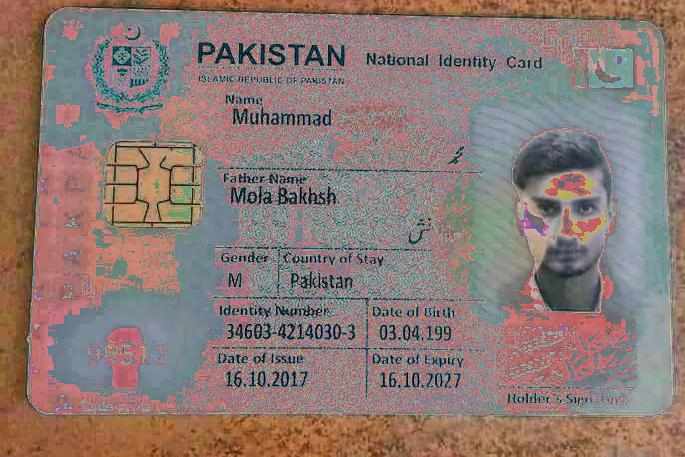 PAKISTAN National Identity Card
ISLAMIC REPUBLIC OF PAKISTAN
Name
Muhammad
Father Name
Mola Bakhsh
Gender Country of Stay
M Pakistan
Identity Number Date of Birth
34603-4214030-3 03.04.199
Date of Issue Date of Expiry
16.10.2017 16.10.2027
Holder's Signature